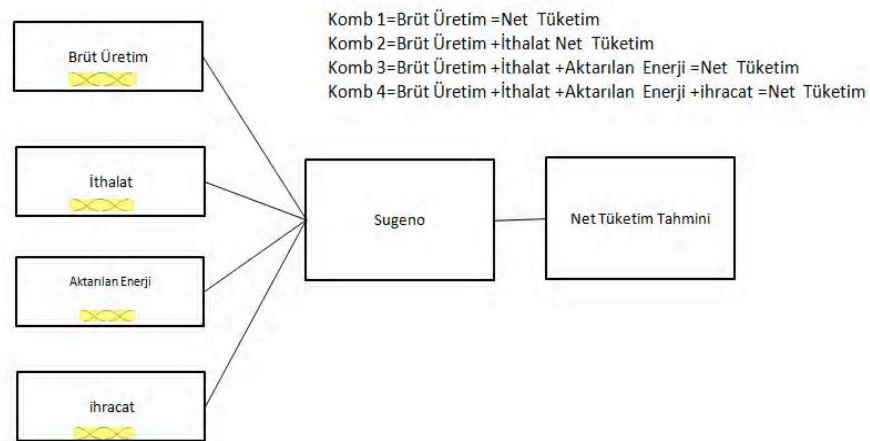 Komb 1=Brüt Üretim =Net Tüketim
Komb 2=Brüt Üretim +İthalat Net Tüketim
Komb 3=Brüt Üretim +İthalat +Aktarılan Enerji =Net Tüketim
Komb 4=Brüt Üretim +İthalat +Aktarılan Enerji +ihracat =Net Tüketim
Brüt Üretim
İthalat
Aktarılan Enerji
ihracat
Sugeno
Net Tüketim Tahmini